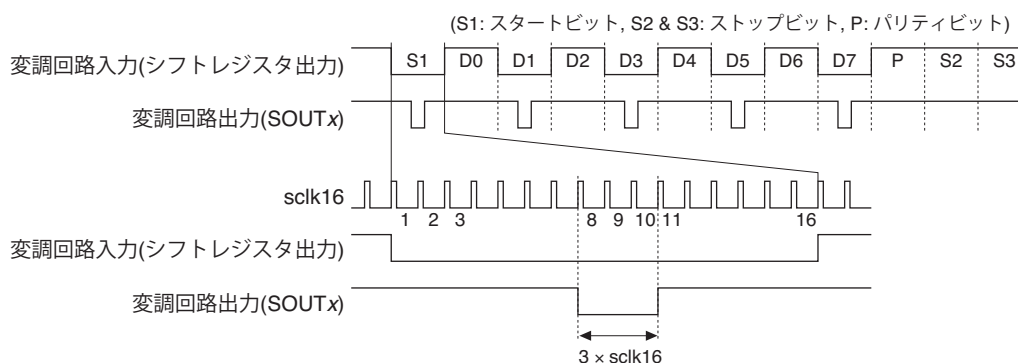 (S1: スタートビット, S2 & S3: ストップビット, P: パリティビット)
変調回路入力(シフトレジスタ出力)
S1 D0 D1 D2 D3 D4 D5 D6 D7 P S2 S3
変調回路出力(SOUTx)
sclk16
1 2 3 8 9 10 11 16
変調回路入力(シフトレジスタ出力)
変調回路出力(SOUTx)
3 × sclk16